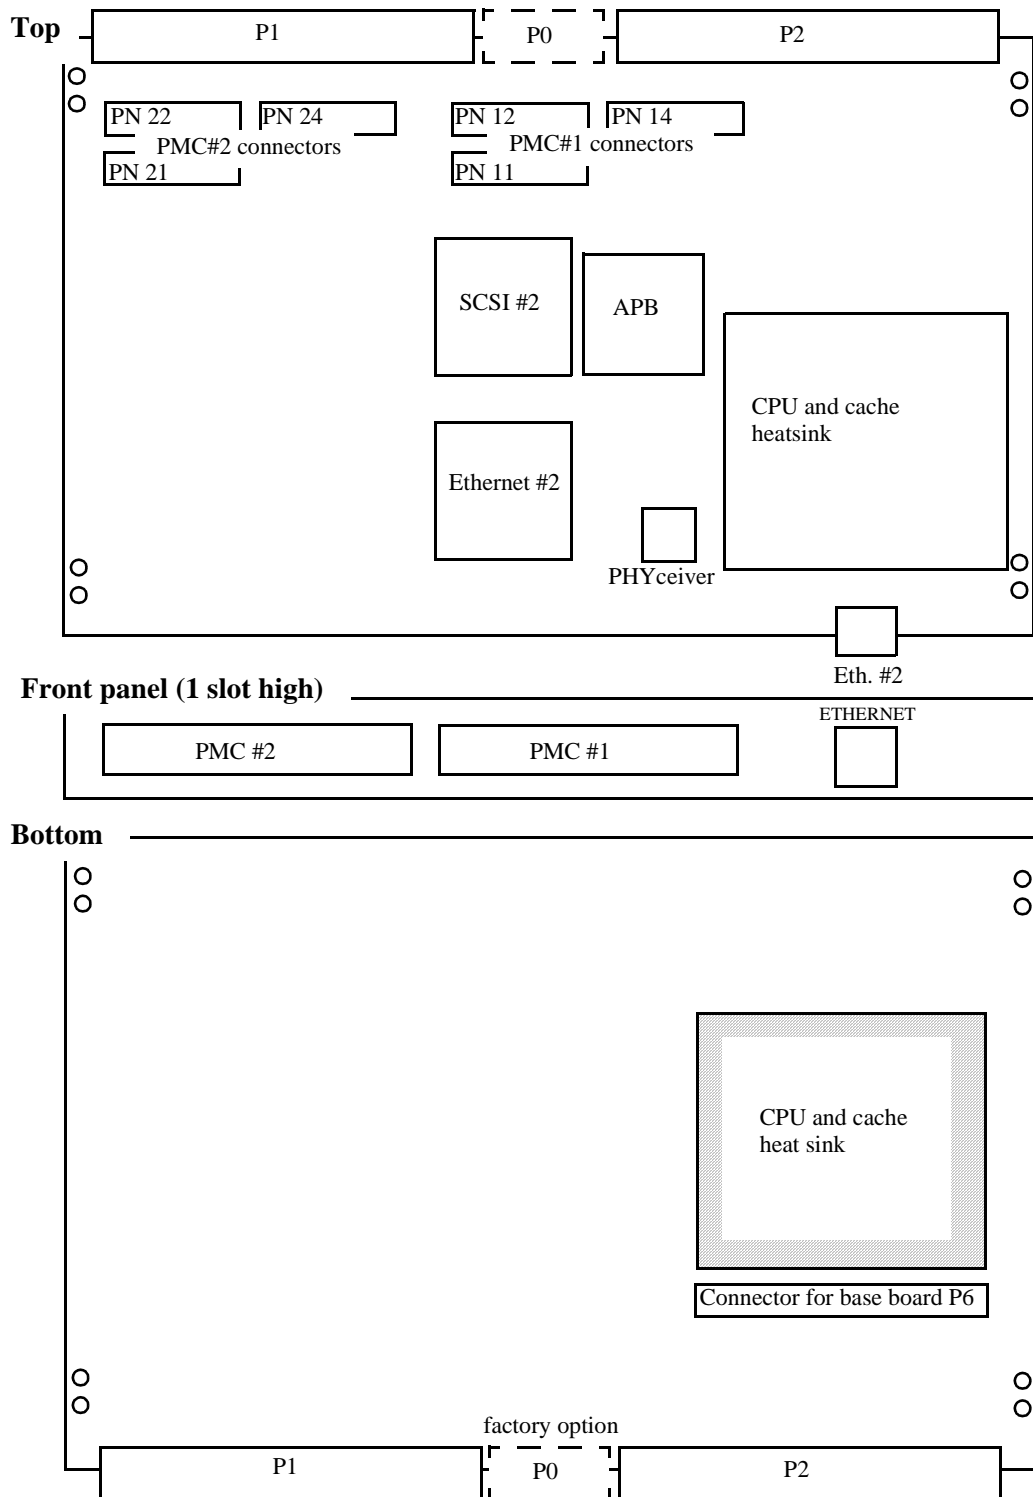 Top
P1
P0
P2
PN 22
PN 24
PMC#2 connectors
PN 21
PN 12
PN 14
PMC#1 connectors
PN 11
SCSI #2
APB
CPU and cache
heatsink
Ethernet #2
PHYceiver
Eth. #2
Front panel (1 slot high)
ETHERNET
PMC #2
PMC #1
Bottom
CPU and cache
heat sink
Connector for base board P6
factory option
P1
P0
P2